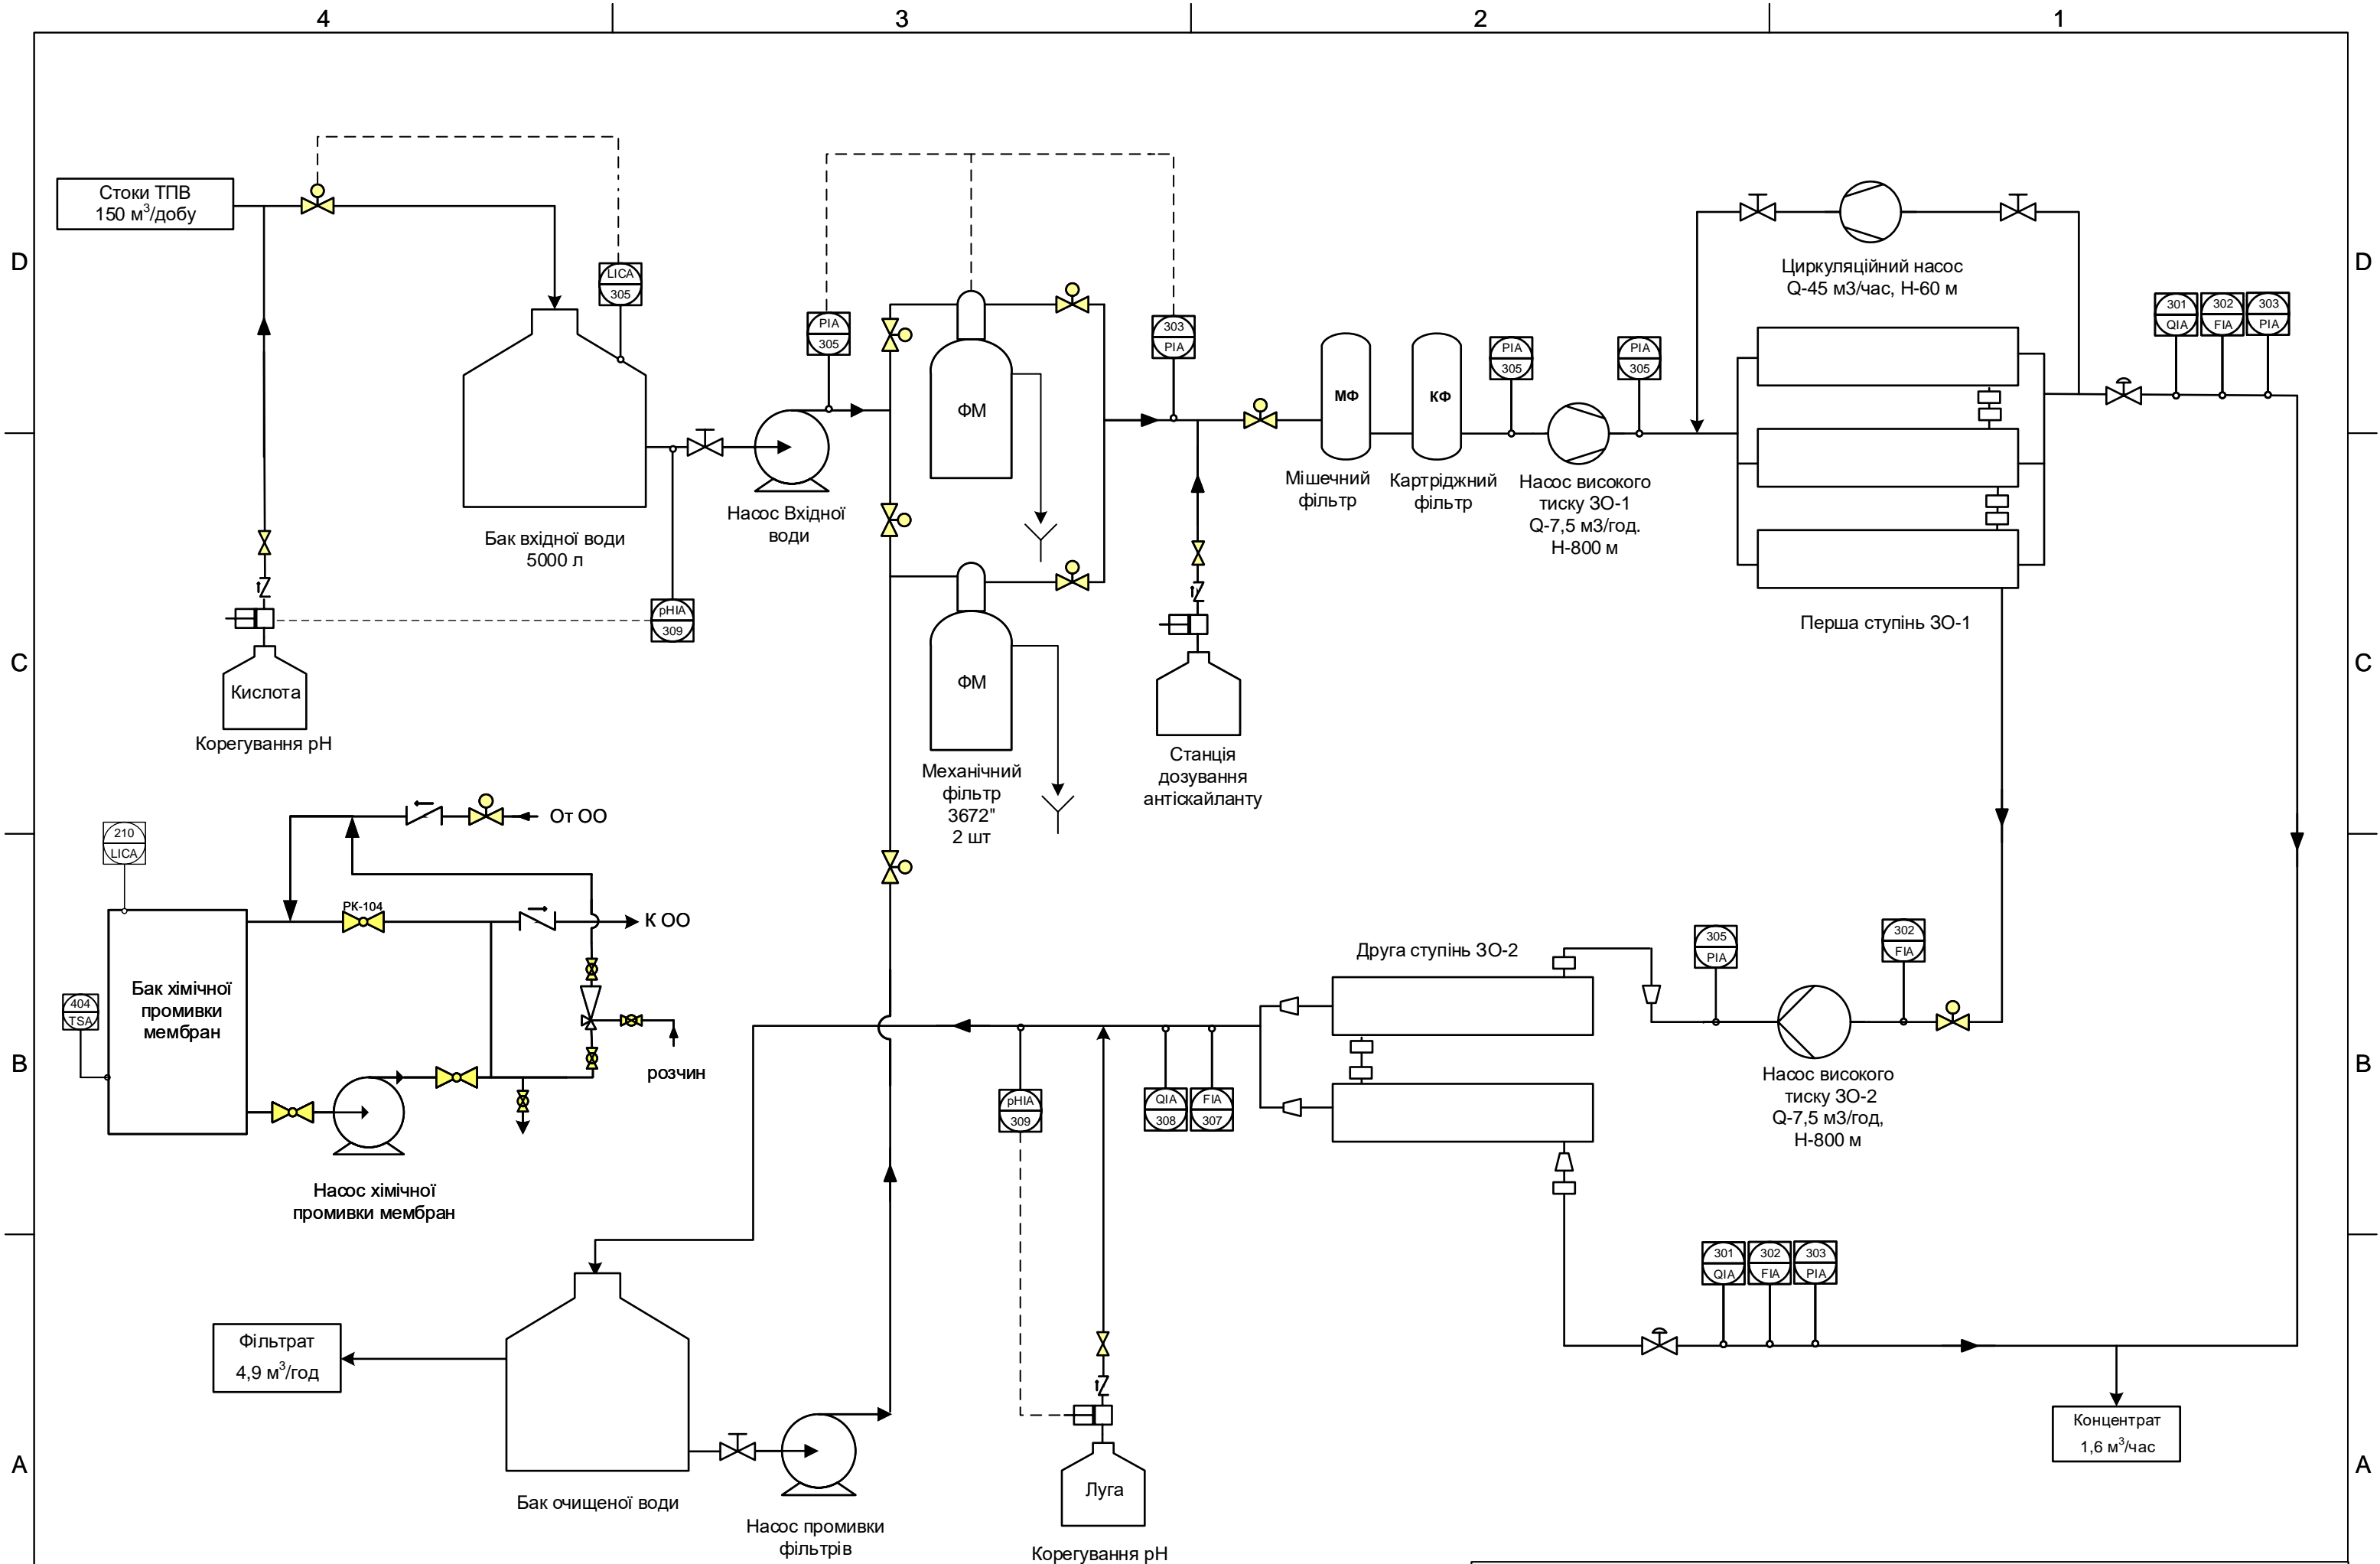 4
3
2
1
D
D
C
C
B
B
A
A
Стоки ТПВ
150 м³/добу
LICA
305
Бак вхідної води
5000 л
pHIA
309
Кислота
Корегування pH
PIA
305
Насос Вхідної
води
ФМ
ФМ
Механічний
фільтр
3672"
2 шт
303
PIA
Станція
дозування
антіскайланту
МФ
Мішечний
фільтр
КФ
Картріджний
фільтр
PIA
305
PIA
305
Насос високого
тиску ЗО-1
Q-7,5 м3/год.
Н-800 м
Циркуляційний насос
Q-45 м3/час, Н-60 м
Перша ступінь ЗО-1
301
QIA
302
FIA
303
PIA
От ОО
210
LICA
РК-104
К ОО
404
TSA
Бак хімічної
промивки
мембран
розчин
Насос хімічної
промивки мембран
Друга ступінь ЗО-2
305
PIA
302
FIA
Насос високого
тиску ЗО-2
Q-7,5 м3/год,
Н-800 м
pHIA
309
QIA
308
FIA
307
301
QIA
302
FIA
303
PIA
Фільтрат
4,9 м³/год
Бак очищеної води
Насос промивки
фільтрів
Луга
Корегування pH
Концентрат
1,6 м³/час